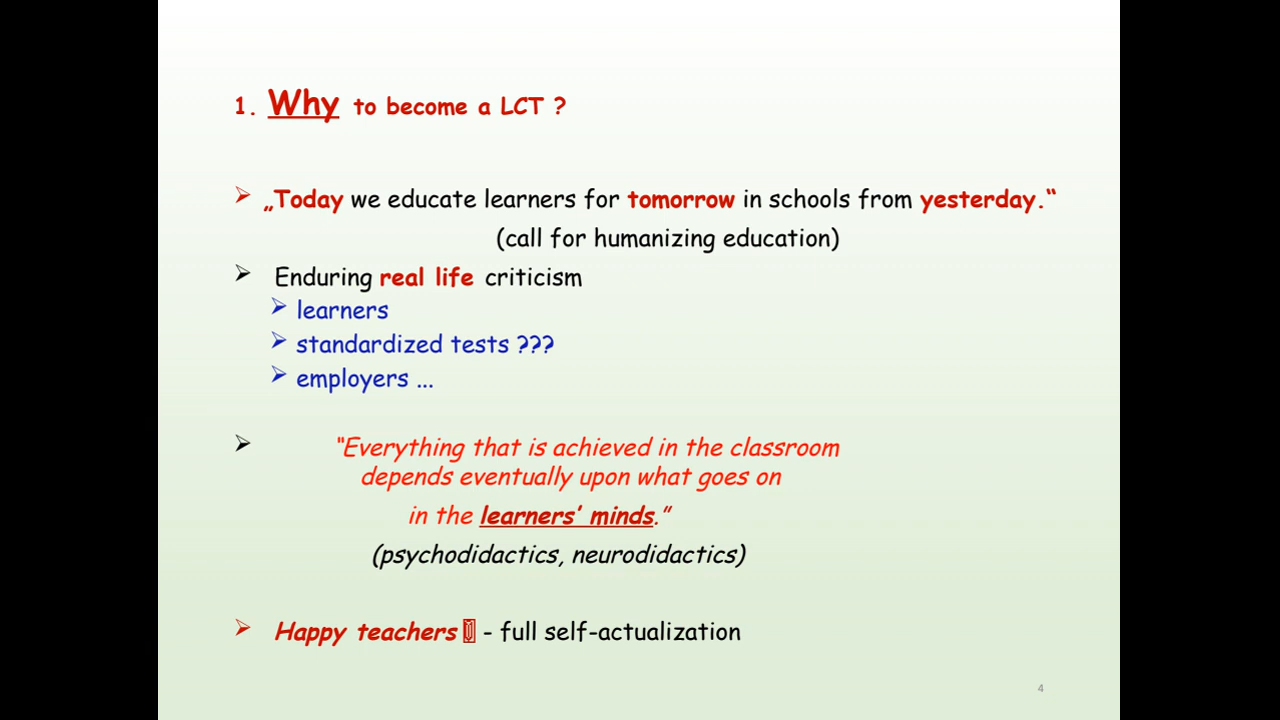 1. Why to become a LCT ?
„Today we educate learners for tomorrow in schools from yesterday.“
(call for humanizing education)
Enduring real life criticism
learners
standardized tests ???
employers ...
“Everything that is achieved in the classroom
depends eventually upon what goes on
in the learners’ minds.”
(psychodidactics, neurodidactics)
Happy teachers - full self-actualization
4